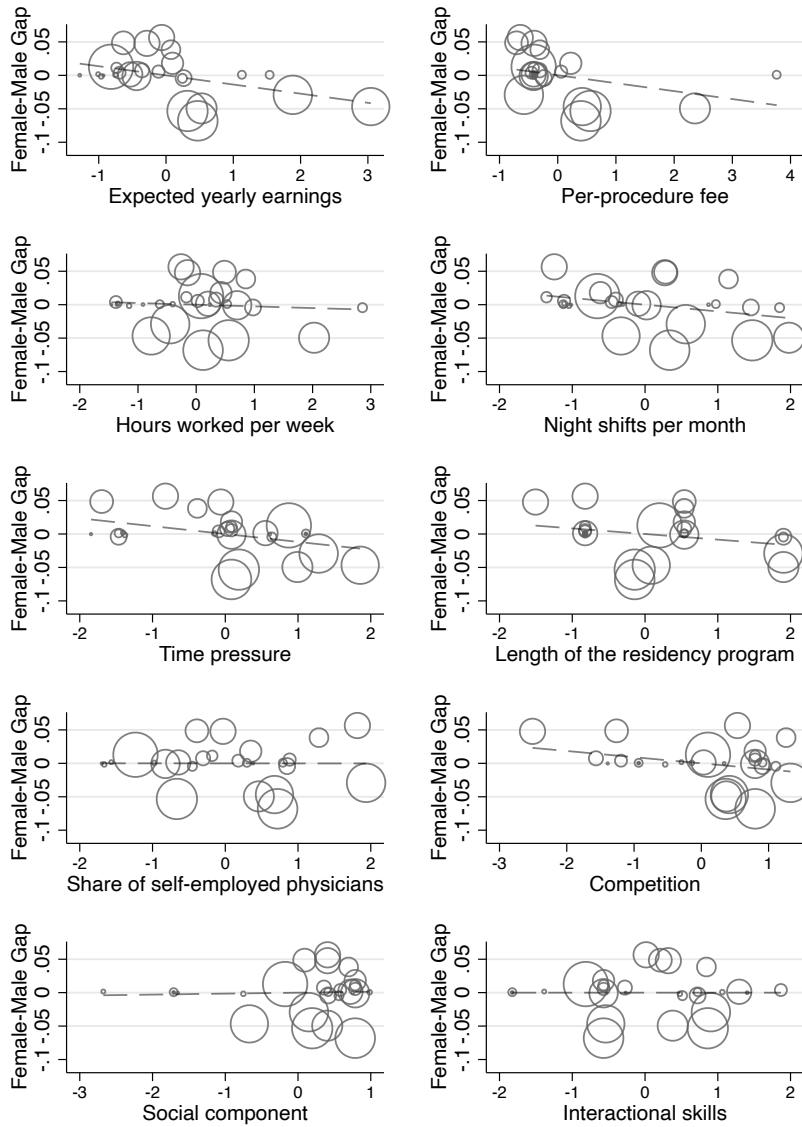 Female-Male Gap
.05
0
-.05
-.1
-1 0 1 2 3
Expected yearly earnings
Female-Male Gap
.05
0
-.05
-.1
-1 0 1 2 3 4
Per-procedure fee
Female-Male Gap
.05
0
-.05
-.1
-2 -1 0 1 2 3
Hours worked per week
Female-Male Gap
.05
0
-.05
-.1
-2 -1 0 1 2
Night shifts per month
Female-Male Gap
.05
0
-.05
-.1
-2 -1 0 1 2
Time pressure
Female-Male Gap
.05
0
-.05
-.1
-2 -1 0 1 2
Length of the residency program
Female-Male Gap
.05
0
-.05
-.1
-2 -1 0 1 2
Share of self-employed physicians
Female-Male Gap
.05
0
-.05
-.1
-3 -2 -1 0 1
Competition
Female-Male Gap
.05
0
-.05
-.1
-3 -2 -1 0 1
Social component
Female-Male Gap
.05
0
-.05
-.1
-2 -1 0 1 2
Interactional skills